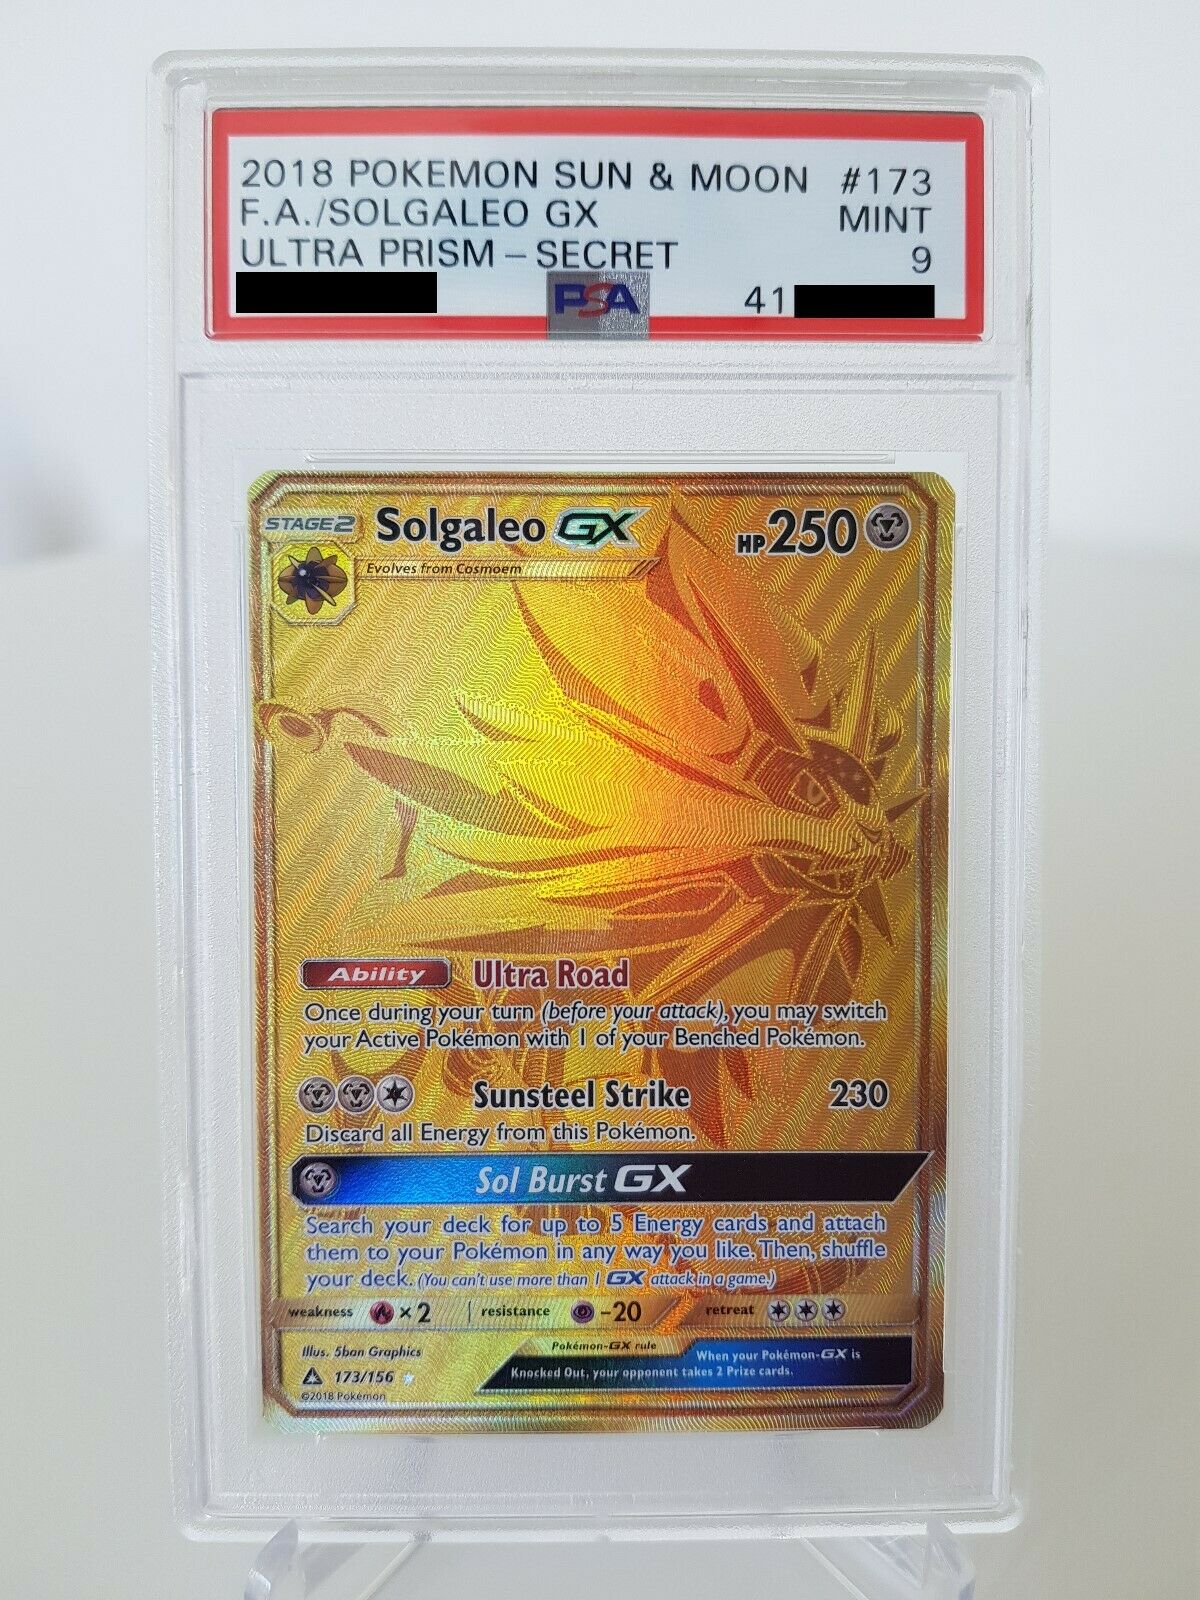 2018 POKEMON SUN & MOON #173
F.A./SOLGALEO GX MINT
ULTRA PRISM - SECRET 9
PSA 41
STAGE 2 Solgaleo GX HP 250
Evolves from Cosmoem
Ability Ultra Road
Once during your turn (before your attack), you may switch
your Active Pokémon with 1 of your Benched Pokémon.
Sunsteel Strike 230
Discard all Energy from this Pokémon.
Sol Burst GX
Search your deck for up to 5 Energy cards and attach
them to your Pokémon in any way you like. Then, shuffle
your deck. (You can't use more than 1 GX attack in a game.)
weakness ×2 resistance -20 retreat
Illus. 5ban Graphics
173/156
©2018 Pokémon
Pokémon-GX rule
When your Pokémon-GX is
Knocked Out, your opponent takes 2 Prize cards.